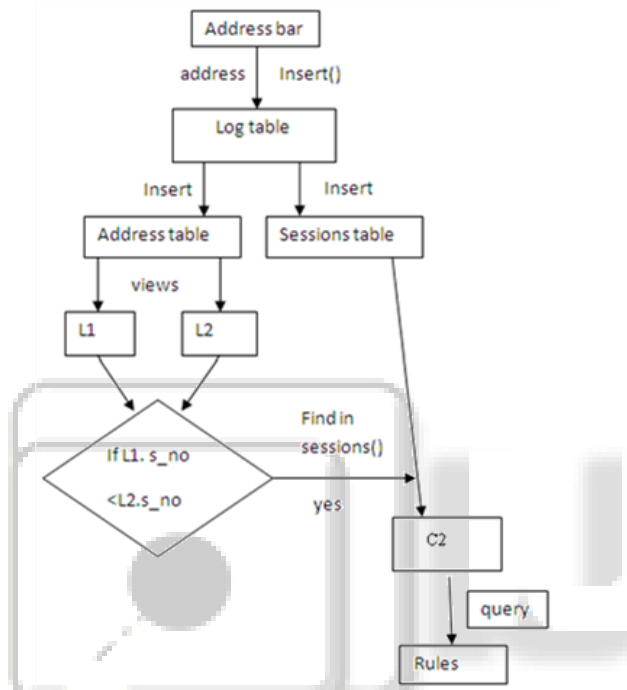 Address bar
address Insert()
Log table
Insert Insert
Address table Sessions table
views
L1 L2
Find in
sessions()
If L1. s_no
<L2.s_no
yes
C2
query
Rules